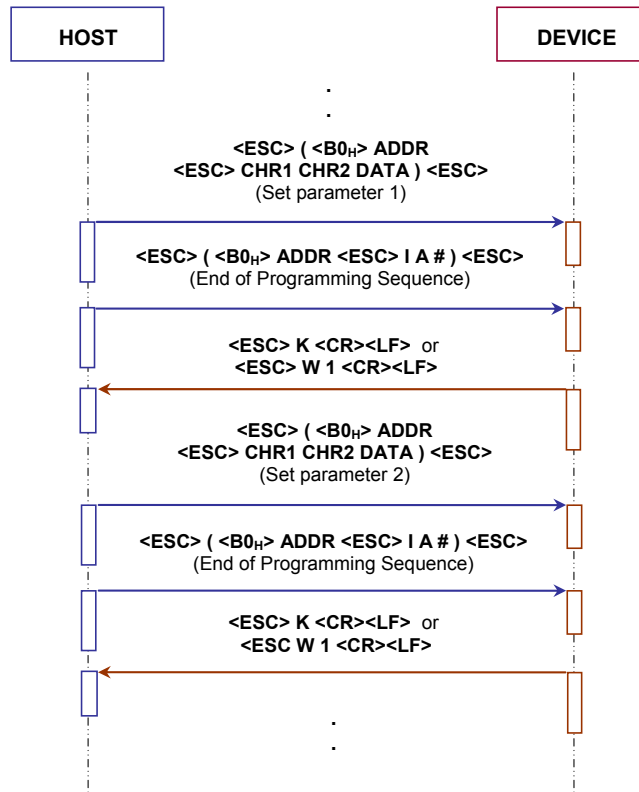 HOST
DEVICE
.
.
<ESC> ( <B0H> ADDR
<ESC> CHR1 CHR2 DATA ) <ESC>
(Set parameter 1)
<ESC> ( <B0H> ADDR <ESC> I A # ) <ESC>
(End of Programming Sequence)
<ESC> K <CR><LF> or
<ESC> W 1 <CR><LF>
<ESC> ( <B0H> ADDR
<ESC> CHR1 CHR2 DATA ) <ESC>
(Set parameter 2)
<ESC> ( <B0H> ADDR <ESC> I A # ) <ESC>
(End of Programming Sequence)
<ESC> K <CR><LF> or
<ESC W 1 <CR><LF>
.
.